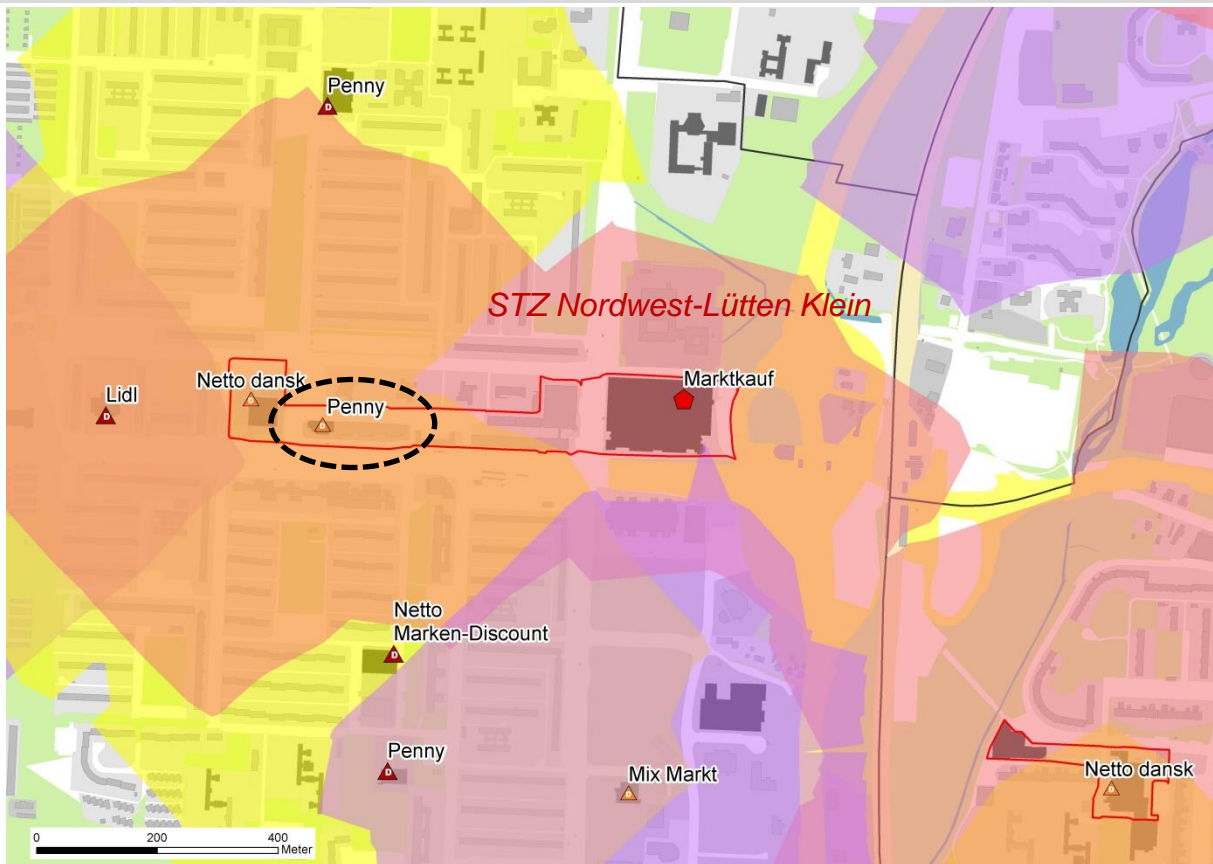 Penny
STZ Nordwest-Lütten Klein
Lidl
Netto dansk
Penny
Marktkauf
D
D
D
D
Netto
Marken-Discount
D
Penny
D
Mix Markt
D
Netto dansk
D
0 200 400
Meter